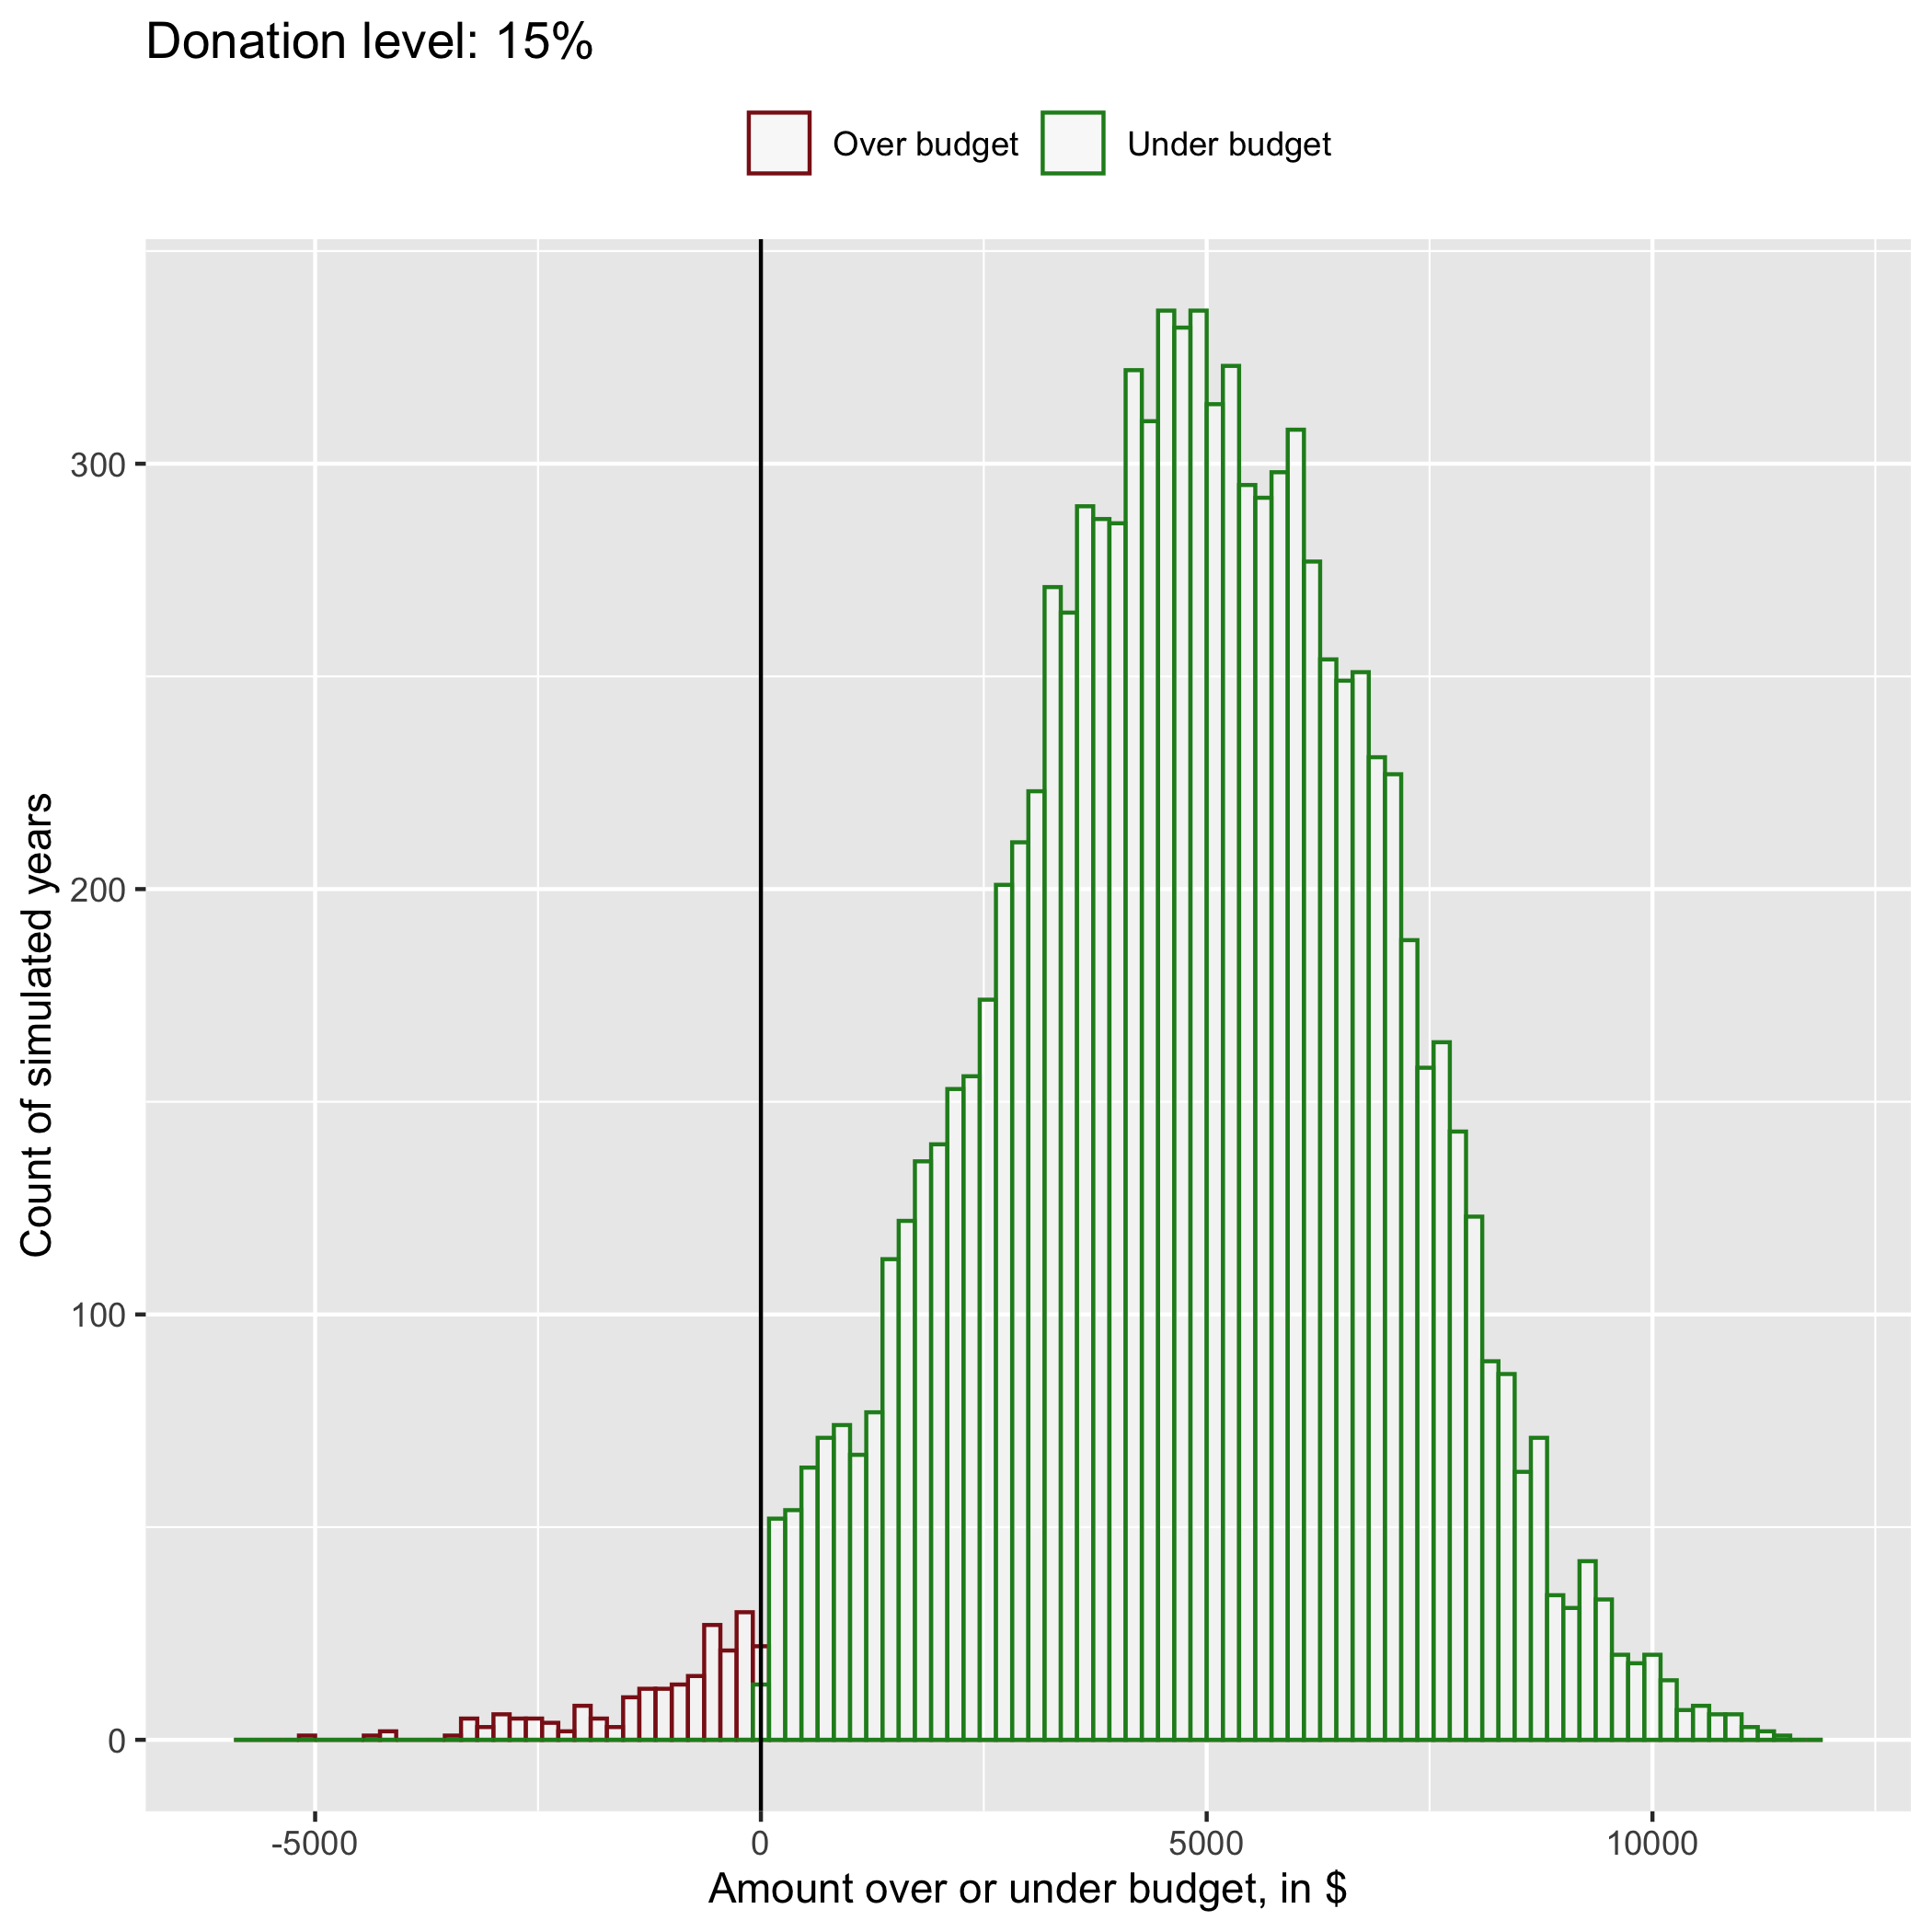 Donation level: 15%
Over budget Under budget
Count of simulated years
300
200
100
0
-5000 0 5000 10000
Amount over or under budget, in $